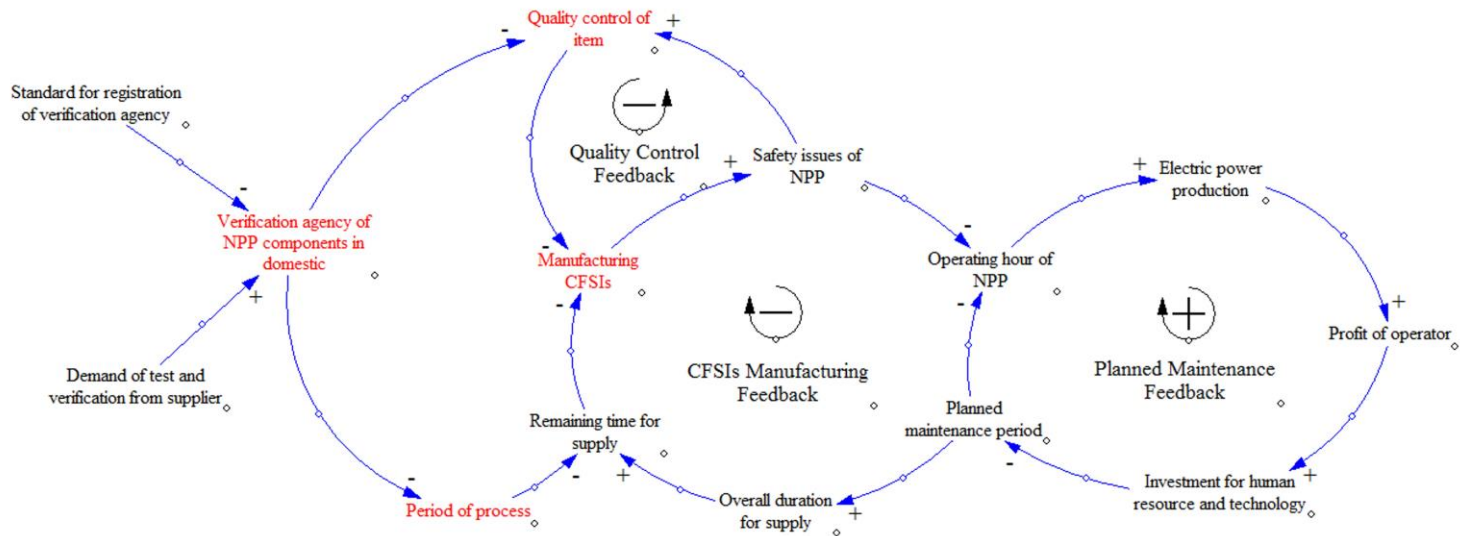 Quality control of
item
Standard for registration
of verification agency
Quality Control
Feedback
Safety issues of
NPP
Electric power
production
Verification agency of
NPP components in
domestic
Manufacturing
CFSIs
Operating hour of
NPP
Profit of operator
Demand of test and
verification from supplier
CFSIs Manufacturing
Feedback
Planned Maintenance
Feedback
Remaining time for
supply
Planned
maintenance period
Period of process
Overall duration
for supply
Investment for human
resource and technology